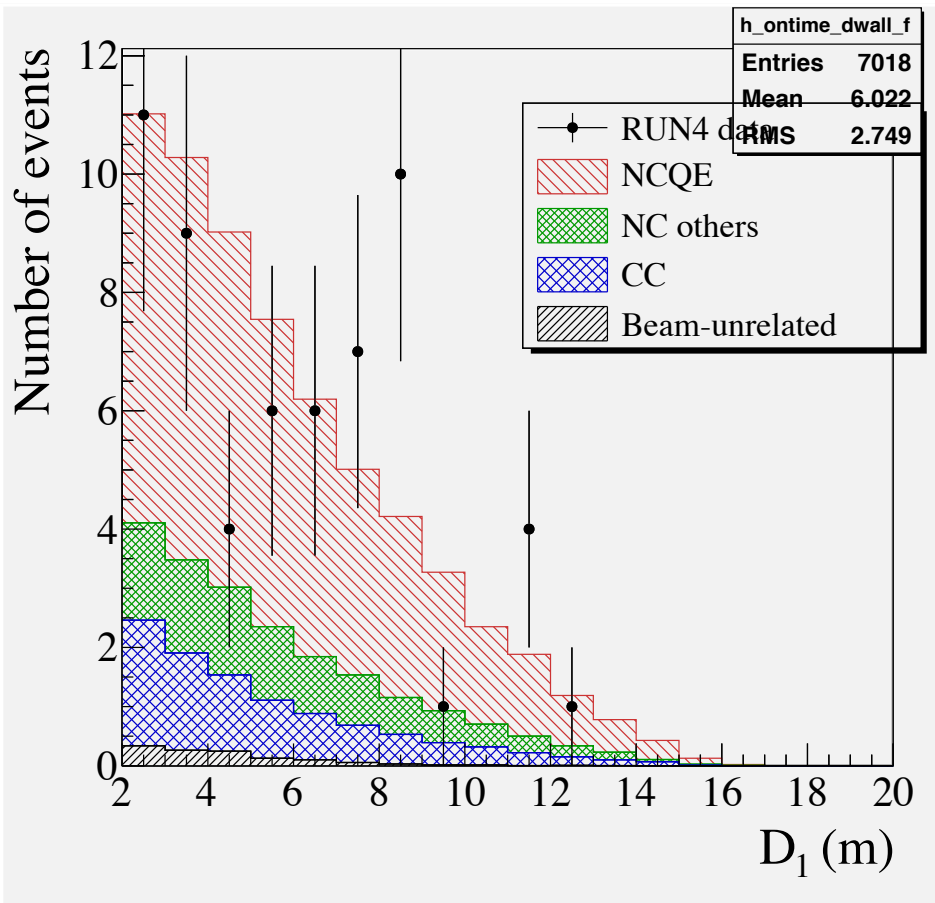 h_ontime_dwall_f
Entries 7018
Mean 6.022
RMS 2.749
RUN4 data
NCQE
NC others
CC
Beam-unrelated
Number of events
12
10
8
6
4
2
0
2 4 6 8 10 12 14 16 18 20
D₁ (m)